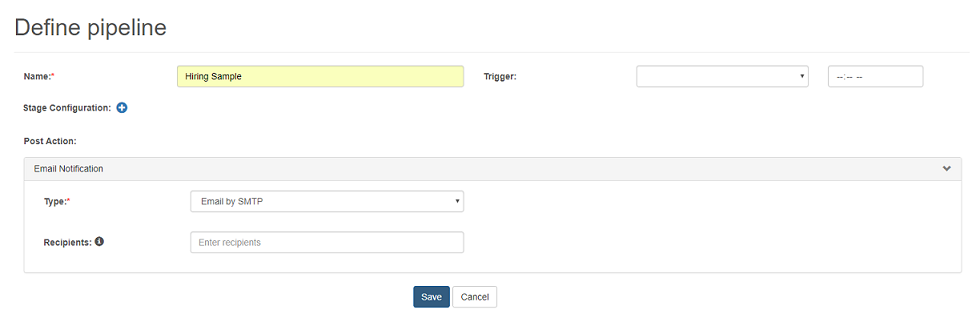 Define pipeline
Name:* Hiring Sample Trigger: --:-- --
Stage Configuration:
Post Action:
Email Notification
Type:* Email by SMTP
Recipients: Enter recipients
Save Cancel